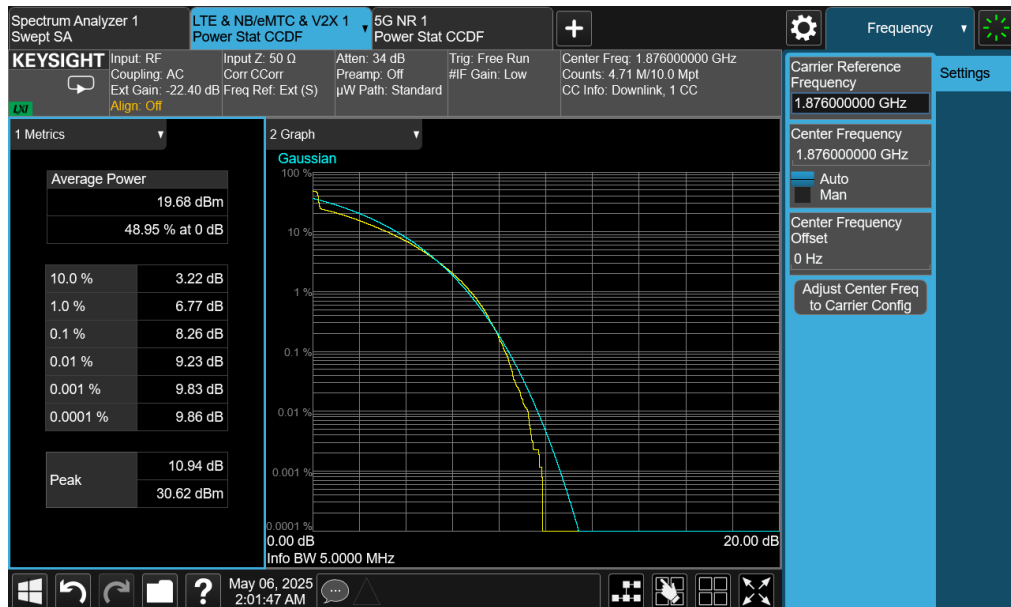 Spectrum Analyzer 1
Swept SA
LTE & NB/eMTC & V2X 1
Power Stat CCDF
5G NR 1
Power Stat CCDF
Frequency
KEYSIGHT
LXI
Input: RF
Coupling: AC
Ext Gain: -22.40 dB
Align: Off
Input Z: 50 Ω
Corr CCorr
Freq Ref: Ext (S)
Atten: 34 dB
Preamp: Off
µW Path: Standard
Trig: Free Run
#IF Gain: Low
Center Freq: 1.876000000 GHz
Counts: 4.71 M/10.0 Mpt
CC Info: Downlink, 1 CC
1 Metrics
Average Power
19.68 dBm
48.95 % at 0 dB
10.0 % 3.22 dB
1.0 % 6.77 dB
0.1 % 8.26 dB
0.01 % 9.23 dB
0.001 % 9.83 dB
0.0001 % 9.86 dB
Peak
10.94 dB
30.62 dBm
2 Graph
Gaussian
100 %
10 %
1 %
0.1 %
0.01 %
0.001 %
0.0001 %
0.00 dB 20.00 dB
Info BW 5.0000 MHz
Carrier Reference
Frequency
1.876000000 GHz
Center Frequency
1.876000000 GHz
Auto
Man
Center Frequency
Offset
0 Hz
Adjust Center Freq
to Carrier Config
Settings
?
May 06, 2025
2:01:47 AM